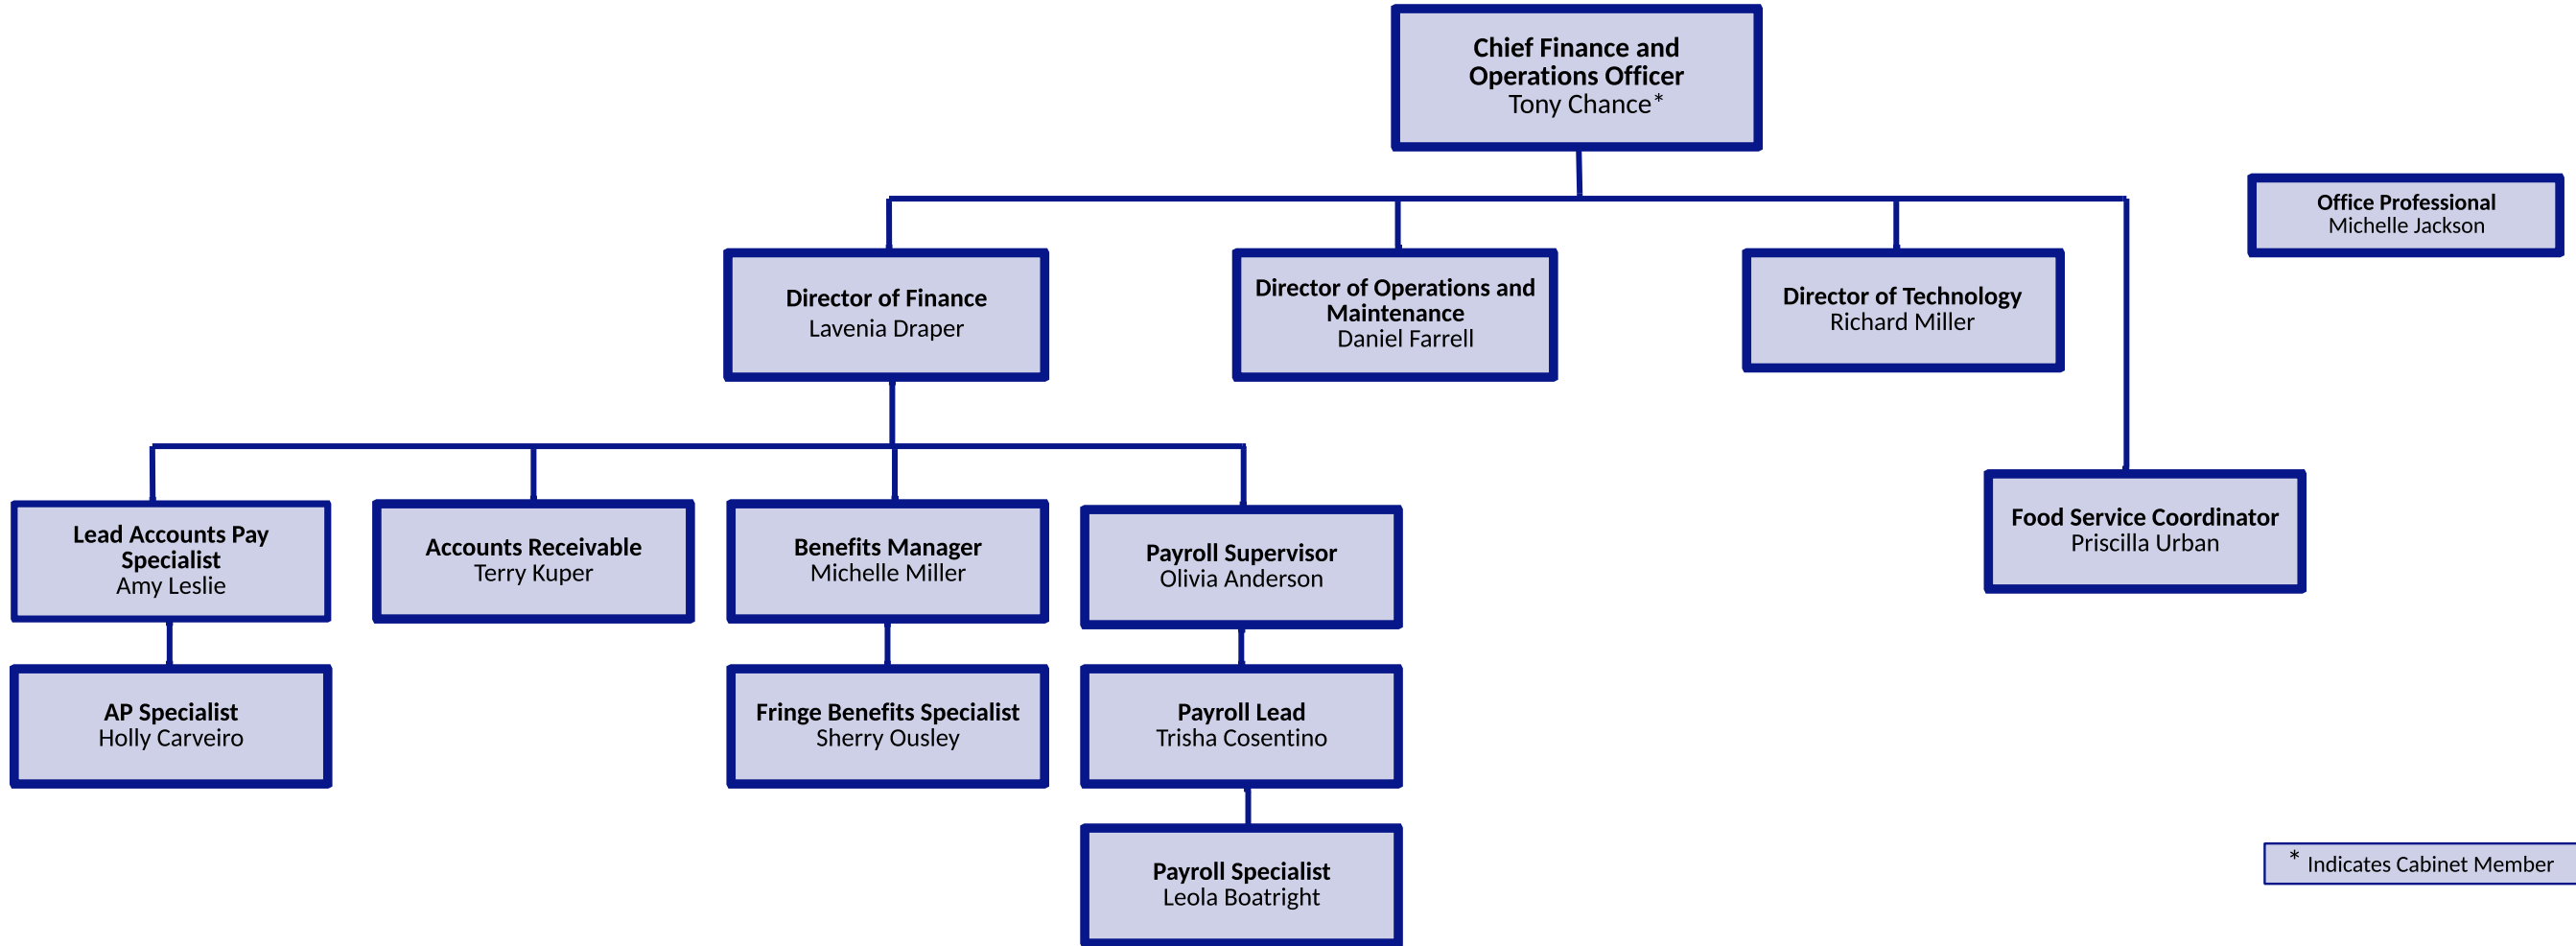 Chief Finance and
Operations Officer
Tony Chance*
Office Professional
Michelle Jackson
Director of Finance
Lavenia Draper
Director of Operations and
Maintenance
Daniel Farrell
Director of Technology
Richard Miller
Lead Accounts Pay
Specialist
Amy Leslie
Accounts Receivable
Terry Kuper
Benefits Manager
Michelle Miller
Payroll Supervisor
Olivia Anderson
Food Service Coordinator
Priscilla Urban
AP Specialist
Holly Carveiro
Fringe Benefits Specialist
Sherry Ousley
Payroll Lead
Trisha Cosentino
Payroll Specialist
Leola Boatright
* Indicates Cabinet Member